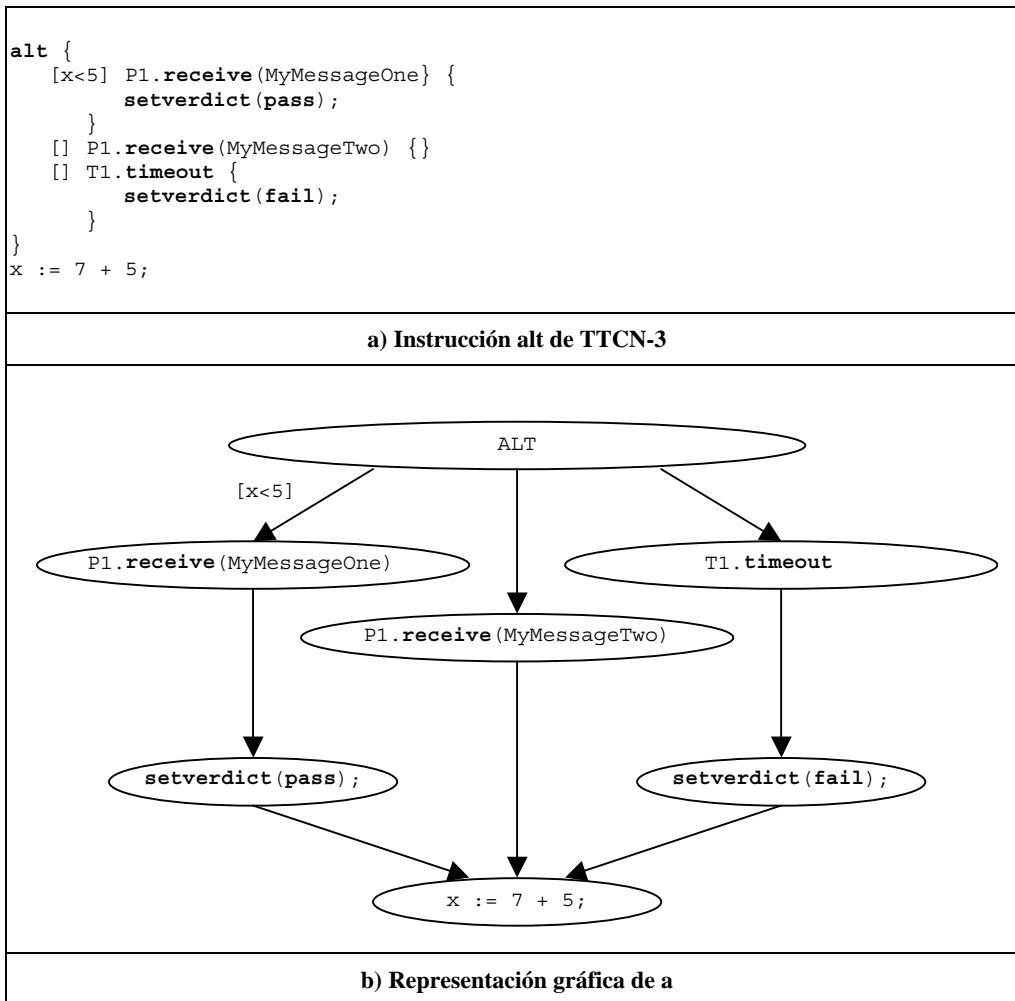 alt {
[x<5] P1.receive(MyMessageOne} {
setverdict(pass);
}
[] P1.receive(MyMessageTwo) {}
[] T1.timeout {
setverdict(fail);
}
}
x := 7 + 5;
a) Instrucción alt de TTCN-3
ALT
[x<5]
P1.receive(MyMessageOne)
T1.timeout
P1.receive(MyMessageTwo)
setverdict(pass);
setverdict(fail);
x := 7 + 5;
b) Representación gráfica de a